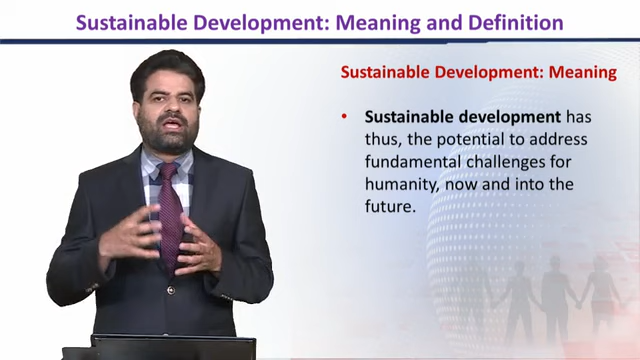 Sustainable Development: Meaning and Definition
Sustainable Development: Meaning
• Sustainable development has
thus, the potential to address
fundamental challenges for
humanity, now and into the
future.